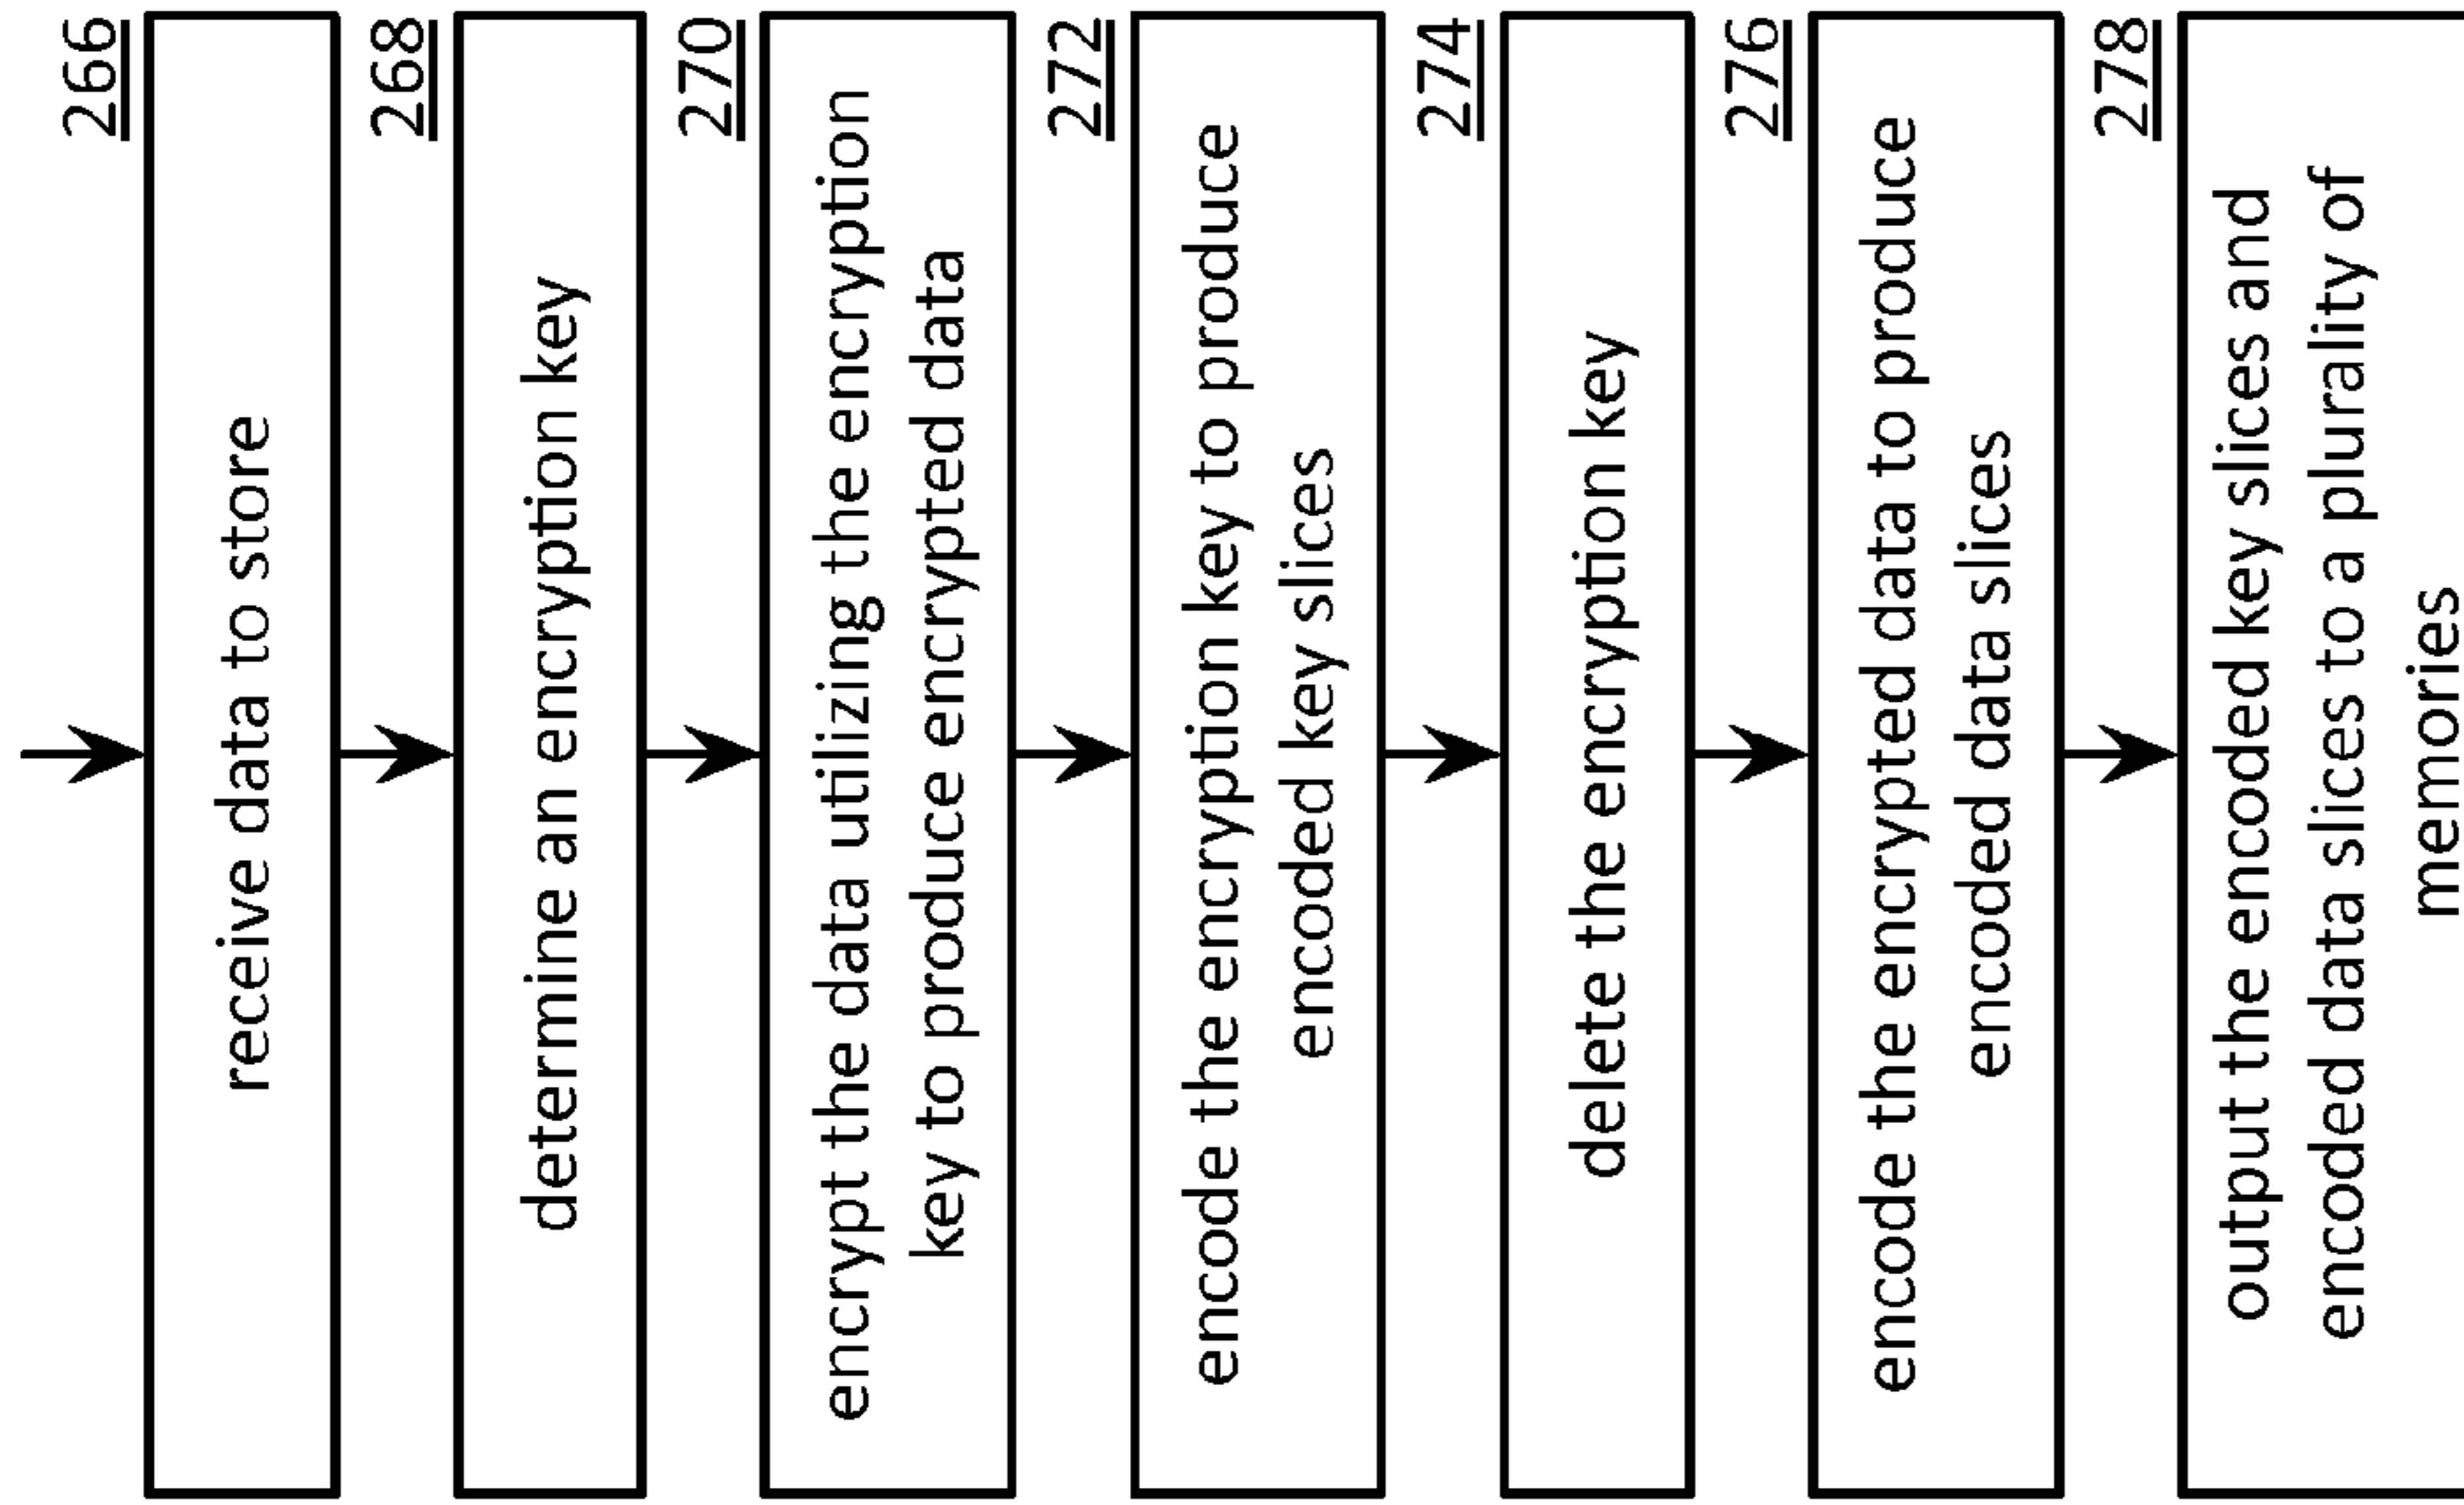 266
receive data to store
268
determine an encryption key
270
encrypt the data utilizing the encryption
key to produce encrypted data
272
encode the encryption key to produce
encoded key slices
274
delete the encryption key
276
encode the encrypted data to produce
encoded data slices
278
output the encoded key slices and
encoded data slices to a plurality of
memories